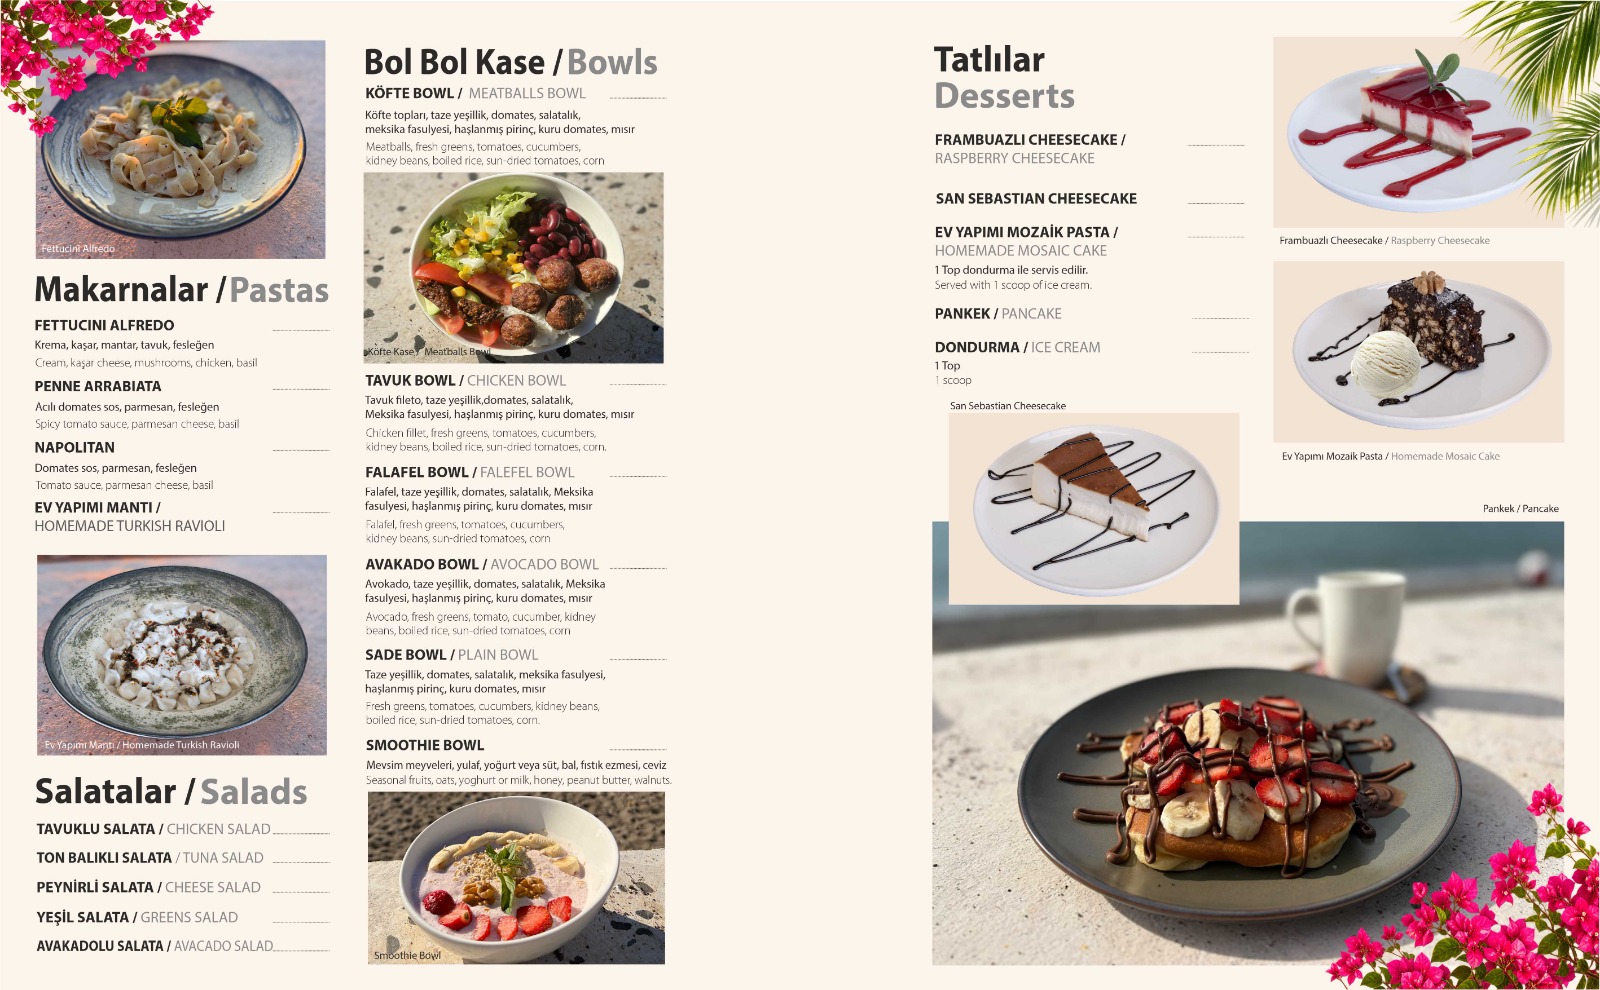 Fettucini Alfredo
Makarnalar / Pastas
FETTUCINI ALFREDO
Krema, kaşar, mantar, tavuk, fesleğen
Cream, kaşar cheese, mushrooms, chicken, basil
PENNE ARRABIATA
Acılı domates sos, parmesan, fesleğen
Spicy tomato sauce, parmesan cheese, basil
NAPOLITAN
Domates sos, parmesan, fesleğen
Tomato sauce, parmesan cheese, basil
EV YAPIMI MANTI /
HOMEMADE TURKISH RAVIOLI
Ev Yapımı Mantı / Homemade Turkish Ravioli
Salatalar / Salads
TAVUKLU SALATA / CHICKEN SALAD
TON BALIKLI SALATA / TUNA SALAD
PEYNİRLİ SALATA / CHEESE SALAD
YEŞİL SALATA / GREENS SALAD
AVAKADOLU SALATA / AVACADO SALAD
Bol Bol Kase / Bowls
KÖFTE BOWL / MEATBALLS BOWL
Köfte topları, taze yeşillik, domates, salatalık,
meksika fasulyesi, haşlanmış pirinç, kuru domates, mısır
Meatballs, fresh greens, tomatoes, cucumbers,
kidney beans, boiled rice, sun-dried tomatoes, corn
Köfte Kase / Meatballs Bowl
TAVUK BOWL / CHICKEN BOWL
Tavuk fileto, taze yeşillik,domates, salatalık,
Meksika fasulyesi, haşlanmış pirinç, kuru domates, mısır
Chicken fillet, fresh greens, tomatoes, cucumbers,
kidney beans, boiled rice, sun-dried tomatoes, corn.
FALAFEL BOWL / FALEFEL BOWL
Falafel, taze yeşillik, domates, salatalık, Meksika
fasulyesi, haşlanmış pirinç, kuru domates, mısır
Falafel, fresh greens, tomatoes, cucumbers,
kidney beans, sun-dried tomatoes, corn
AVAKADO BOWL / AVOCADO BOWL
Avokado, taze yeşillik, domates, salatalık, Meksika
fasulyesi, haşlanmış pirinç, kuru domates, mısır
Avocado, fresh greens, tomato, cucumber, kidney
beans, boiled rice, sun-dried tomatoes, corn
SADE BOWL / PLAIN BOWL
Taze yeşillik, domates, salatalık, meksika fasulyesi,
haşlanmış pirinç, kuru domates, mısır
Fresh greens, tomatoes, cucumbers, kidney beans,
boiled rice, sun-dried tomatoes, corn.
SMOOTHIE BOWL
Mevsim meyveleri, yulaf, yoğurt veya süt, bal, fıstık ezmesi, ceviz
Seasonal fruits, oats, yoghurt or milk, honey, peanut butter, walnuts.
Smoothie Bowl
Tatlılar
Desserts
FRAMBUAZLI CHEESECAKE /
RASPBERRY CHEESECAKE
SAN SEBASTIAN CHEESECAKE
EV YAPIMI MOZAİK PASTA /
HOMEMADE MOSAIC CAKE
1 Top dondurma ile servis edilir.
Served with 1 scoop of ice cream.
PANKEK / PANCAKE
DONDURMA / ICE CREAM
1 Top
1 scoop
San Sebastian Cheesecake
Frambuazlı Cheesecake / Raspberry Cheesecake
Ev Yapımı Mozaik Pasta / Homemade Mosaic Cake
Pankek / Pancake